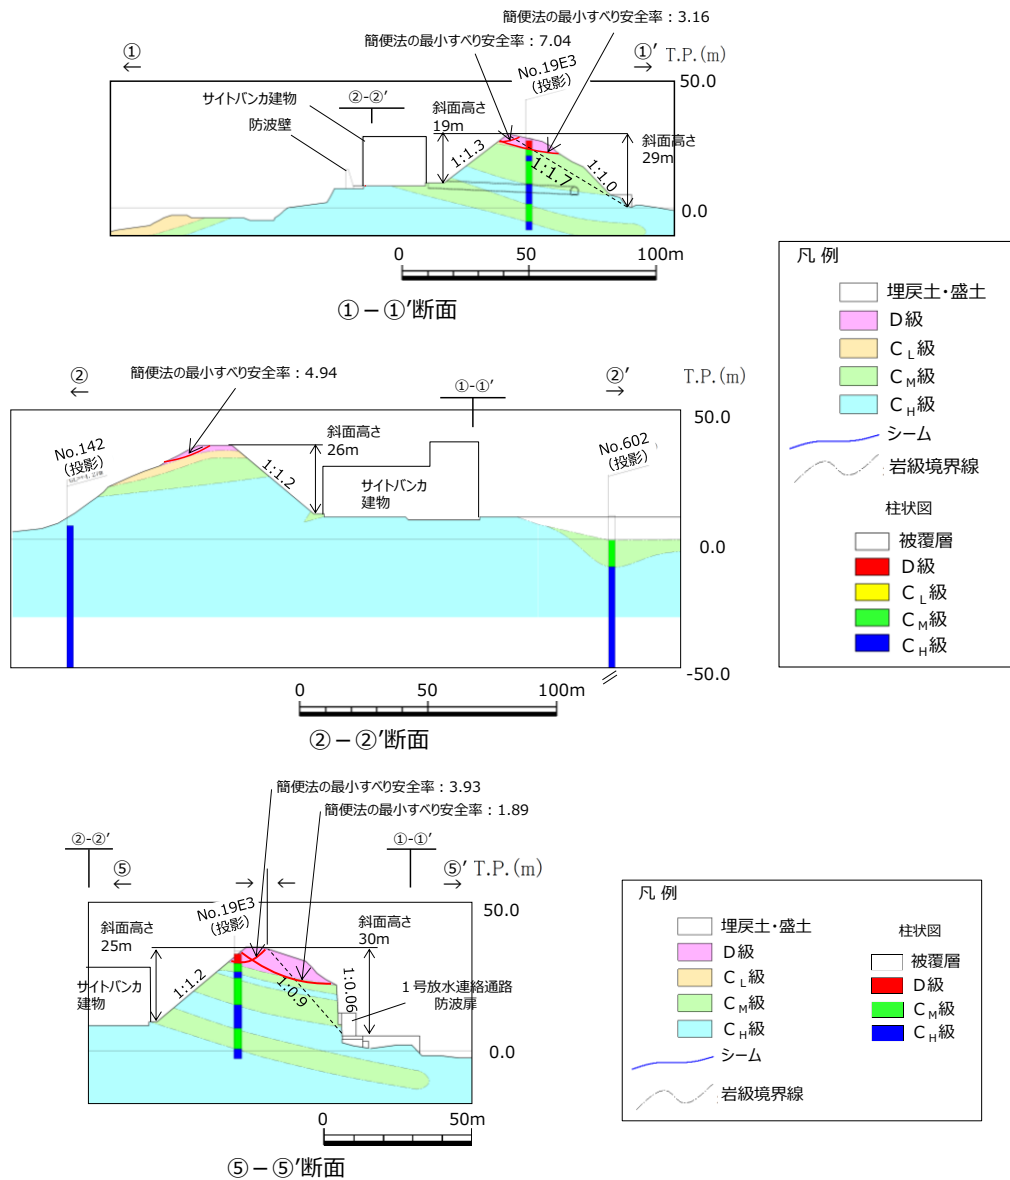 簡便法の最小すべり安全率：3.16
簡便法の最小すべり安全率：7.04
① ①′ T.P.(m)
No.19E3
(投影)
50.0
サイトバンカ建物
②-②′
防波壁
斜面高さ
19m
斜面高さ
29m
1:1.3
1:1.7
1:1.0
0.0
0 50 100m
①－①′断面
凡 例
埋戻土・盛土
D級
CL級
CM級
CH級
シーム
岩級境界線
柱状図
被覆層
D級
CL級
CM級
CH級
簡便法の最小すべり安全率：4.94
② ②′
①-①′
T.P.(m)
50.0
No.142
(投影)
斜面高さ
26m
1:1.2
サイトバンカ
建物
No.602
(投影)
0.0
-50.0
0 50 100m
②－②′断面
簡便法の最小すべり安全率：3.93
簡便法の最小すべり安全率：1.89
②-②′ ①-①′
⑤ ⑤′ T.P.(m)
50.0
No.19E3
(投影)
斜面高さ
25m
斜面高さ
30m
サイトバンカ
建物
1:1.2
1:0.9
1:0.06
１号放水連絡通路
防波扉
0.0
0 50m
⑤－⑤′断面
凡 例
埋戻土・盛土
D級
CL級
CM級
CH級
シーム
岩級境界線
柱状図
被覆層
D級
CM級
CH級